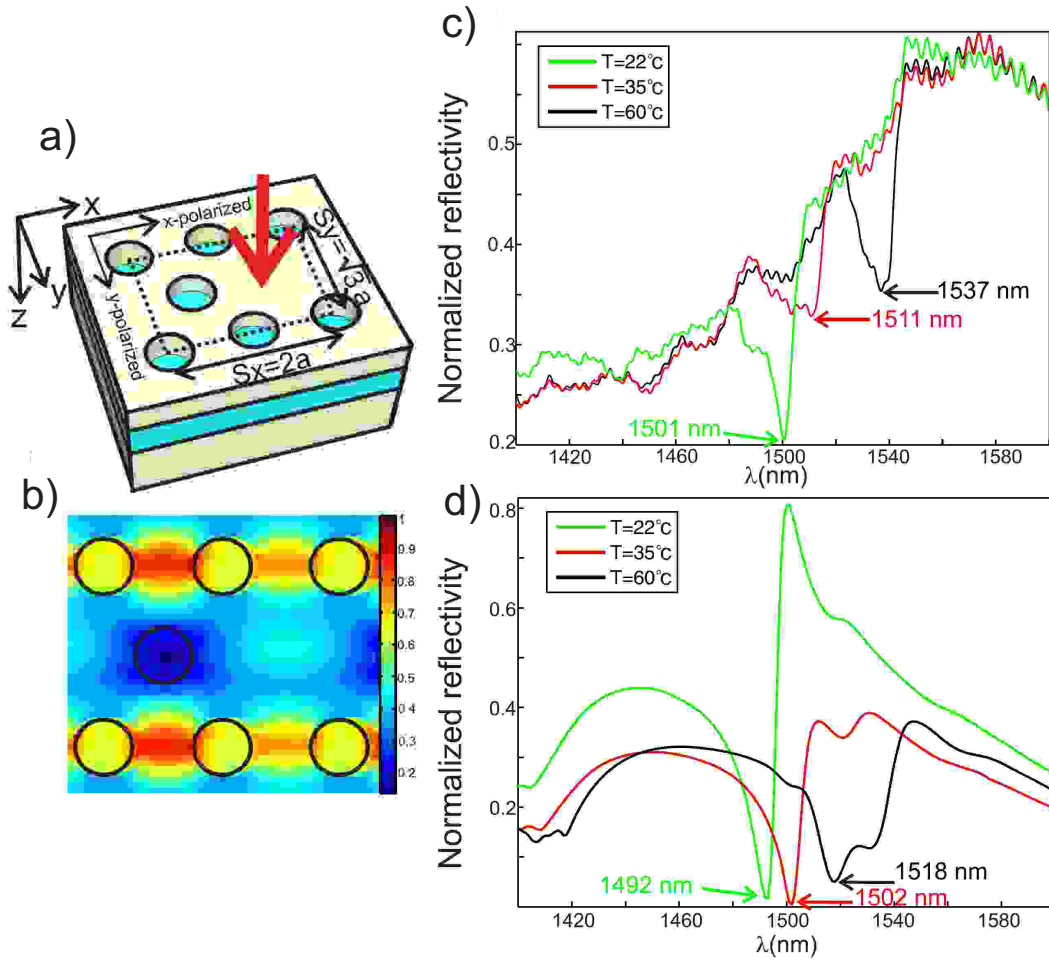 a)
x
y
z
x-polarized
y-polarized
Sy=√3a
Sx=2a
b)
1
0.9
0.8
0.7
0.6
0.5
0.4
0.3
0.2
c)
Normalized reflectivity
T=22℃
T=35℃
T=60℃
0.5
0.4
0.3
0.2
1537 nm
1511 nm
1501 nm
1420 1460 1500 1540 1580
λ(nm)
d)
Normalized reflectivity
T=22℃
T=35℃
T=60℃
0.8
0.6
0.4
0.2
1518 nm
1492 nm
1502 nm
1420 1460 1500 1540 1580
λ(nm)